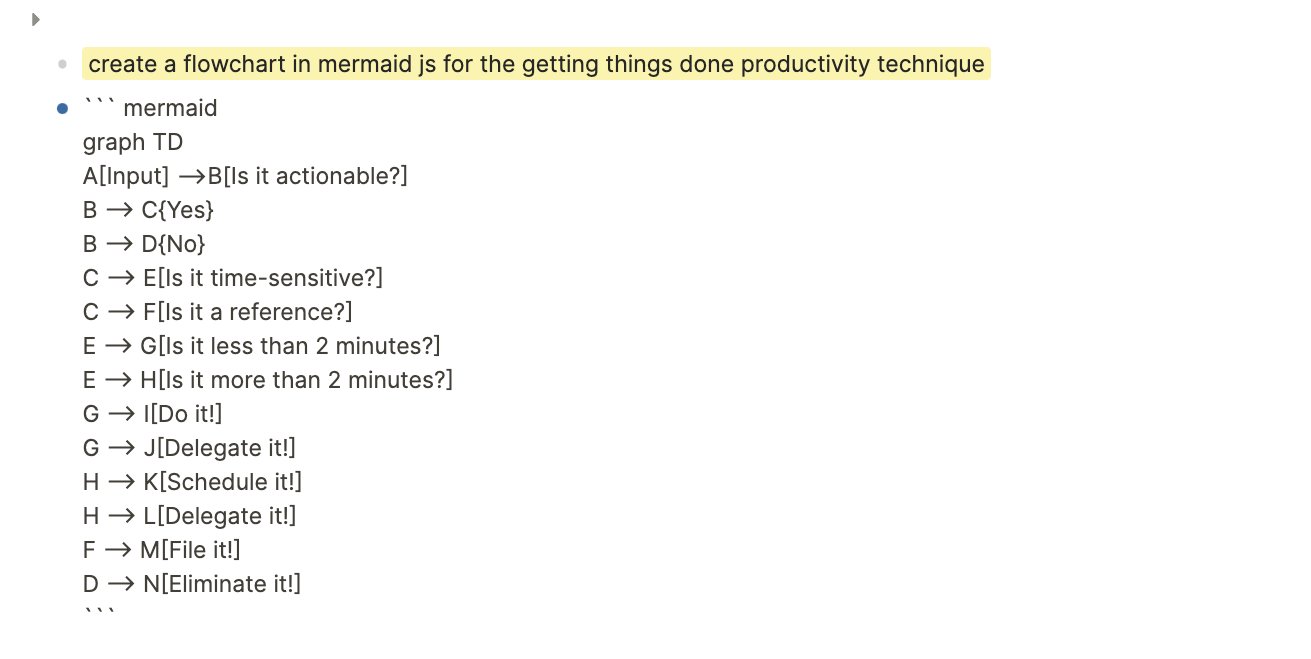 create a flowchart in mermaid js for the getting things done productivity technique
``` mermaid
graph TD
A[Input] -->B[Is it actionable?]
B --> C{Yes}
B --> D{No}
C --> E[Is it time-sensitive?]
C --> F[Is it a reference?]
E --> G[Is it less than 2 minutes?]
E --> H[Is it more than 2 minutes?]
G --> I[Do it!]
G --> J[Delegate it!]
H --> K[Schedule it!]
H --> L[Delegate it!]
F --> M[File it!]
D --> N[Eliminate it!]
```